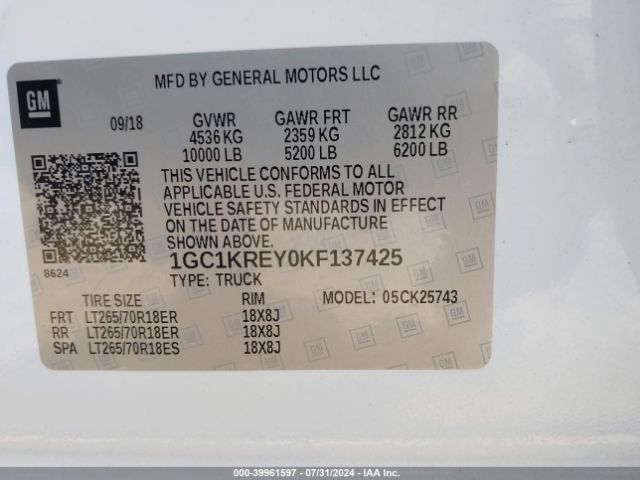 MFD BY GENERAL MOTORS LLC
GM
09/18 GVWR GAWR FRT GAWR RR
4536 KG 2359 KG 2812 KG
10000 LB 5200 LB 6200 LB
THIS VEHICLE CONFORMS TO ALL
APPLICABLE U.S. FEDERAL MOTOR
VEHICLE SAFETY STANDARDS IN EFFECT
ON THE DATE OF MANUFACTURE
SHOWN ABOVE.
8624
1GC1KREY0KF137425
TYPE: TRUCK
TIRE SIZE RIM MODEL: 05CK25743
FRT LT265/70R18ER 18X8J
RR LT265/70R18ER 18X8J
SPA LT265/70R18ES 18X8J
000-39961597 - 07/31/2024 - IAA Inc.